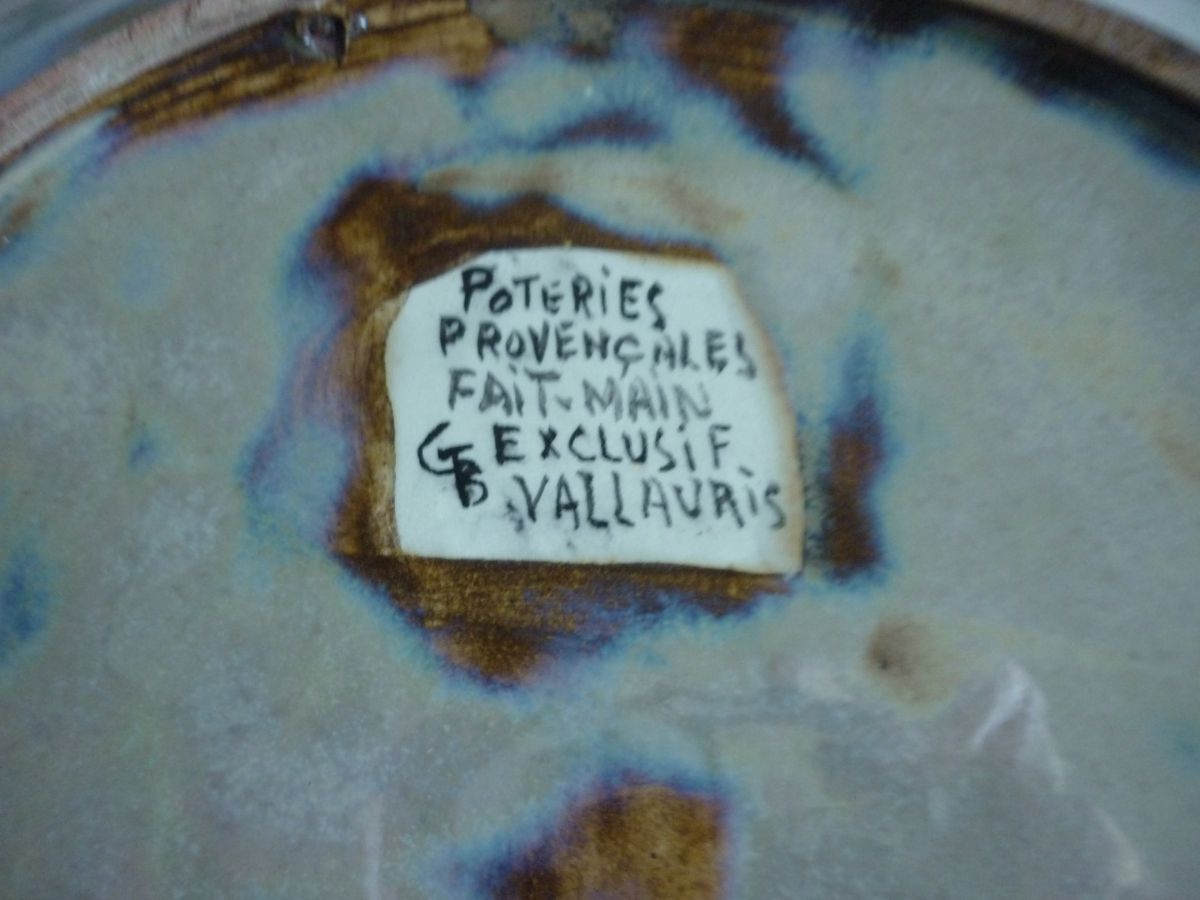 POTERIES
PROVENÇALES
FAIT-MAIN
GB EXCLUSIF
VALLAURIS